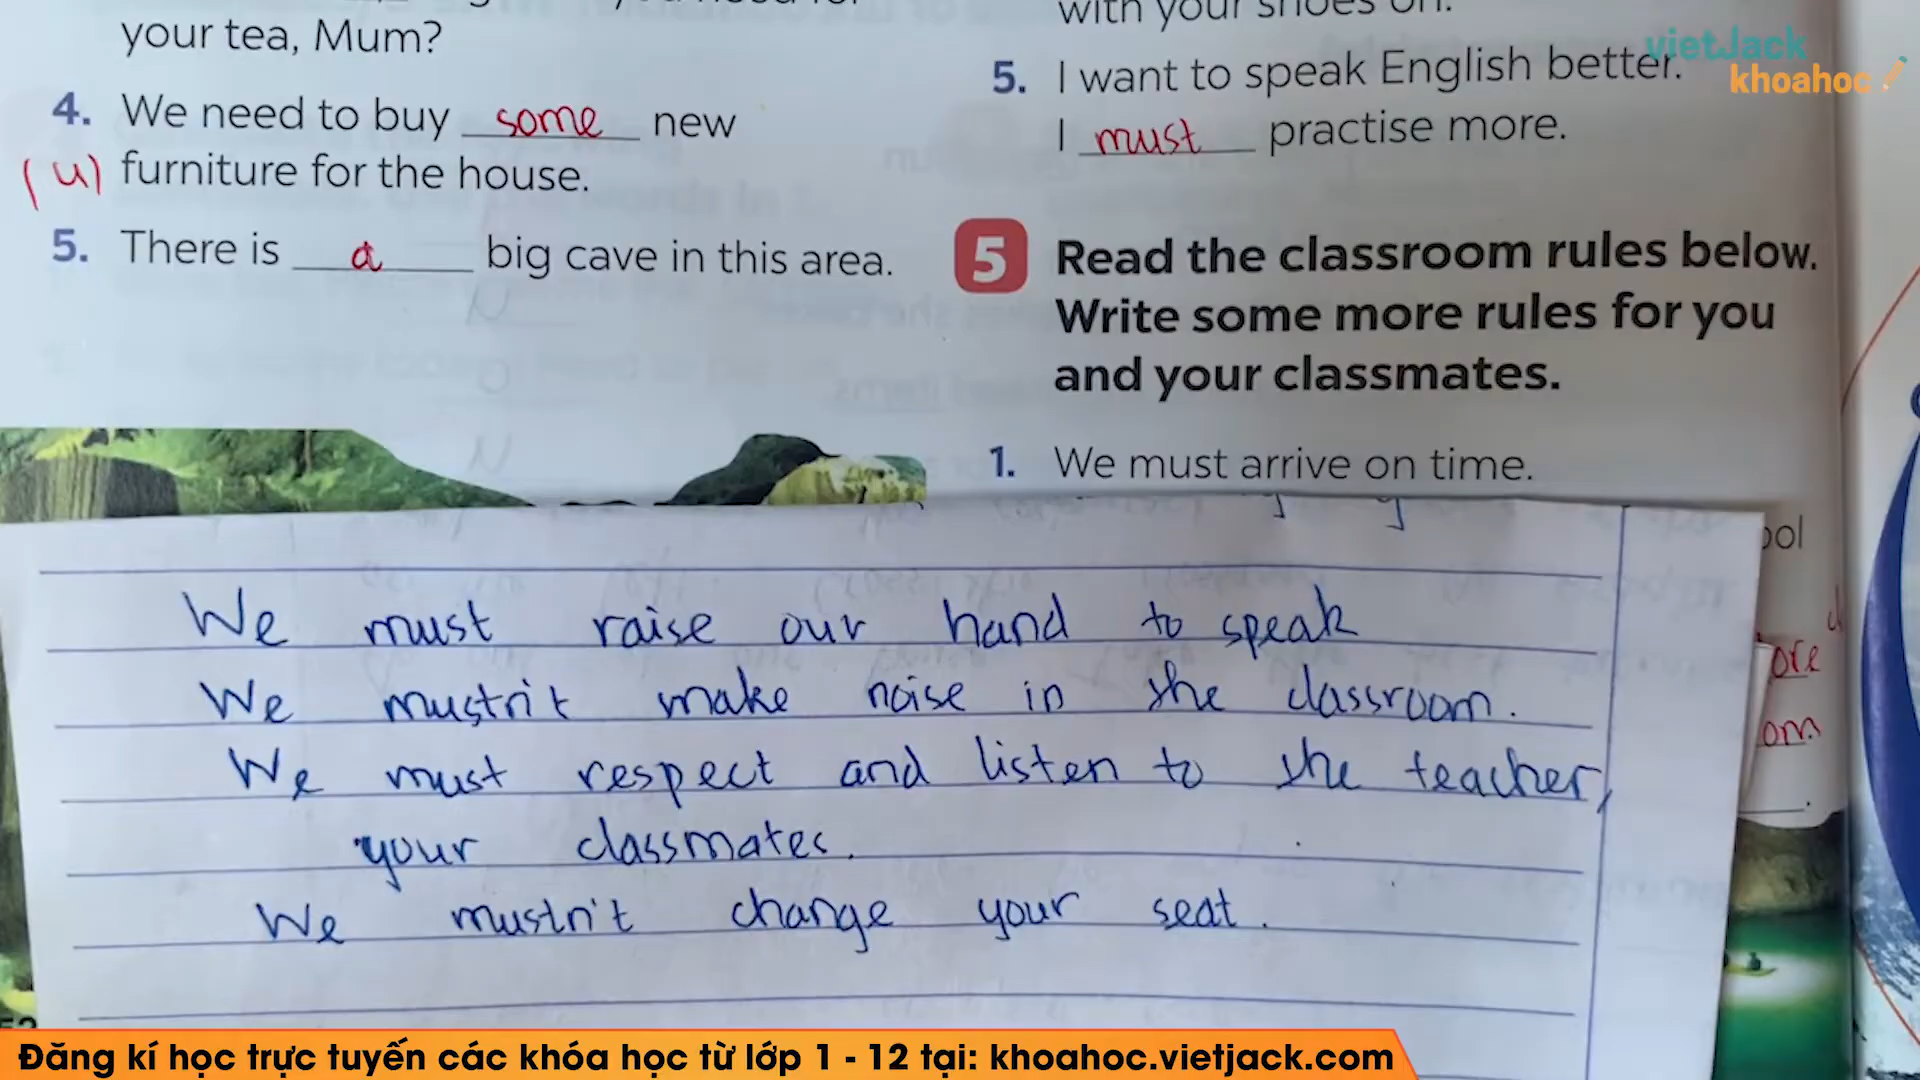 your tea, Mum?
4. We need to buy some new
(u) furniture for the house.
5. There is a big cave in this area.
with your shoes on.
5. I want to speak English better.
I must practise more.
5 Read the classroom rules below.
Write some more rules for you
and your classmates.
1. We must arrive on time.
We must raise our hand to speak
We mustn't make noise in the classroom.
We must respect and listen to the teacher,
your classmates.
We mustn't change your seat.
vietJack
khoahoc
Đăng kí học trực tuyến các khóa học từ lớp 1 - 12 tại: khoahoc.vietjack.com